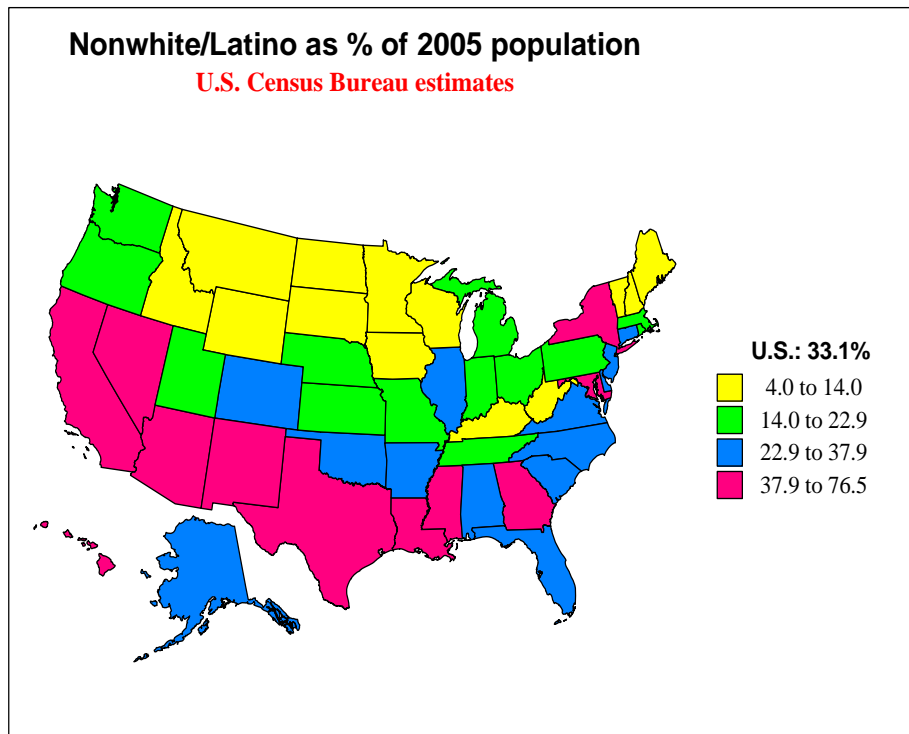 Nonwhite/Latino as % of 2005 population
U.S. Census Bureau estimates
U.S.: 33.1%
4.0 to 14.0
14.0 to 22.9
22.9 to 37.9
37.9 to 76.5